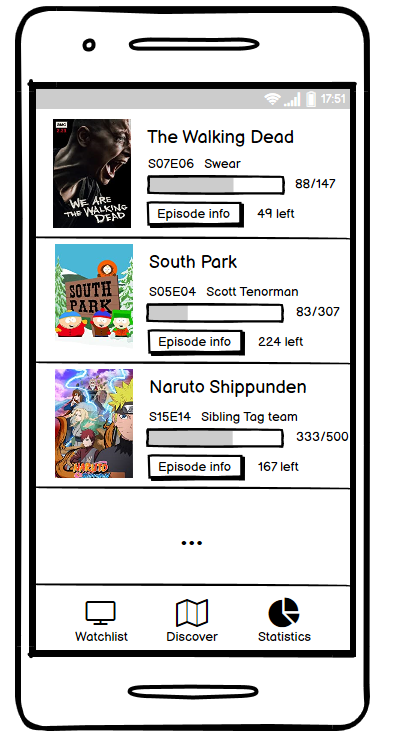 17:51
AMC
WE ARE
THE WALKING
DEAD
The Walking Dead
S07E06 Swear
88/147
Episode info
49 left
SOUTH
PARK
South Park
S05E04 Scott Tenorman
83/307
Episode info
224 left
NARUTO
Naruto Shippunden
S15E14 Sibling Tag team
333/500
Episode info
167 left
...
Watchlist
Discover
Statistics